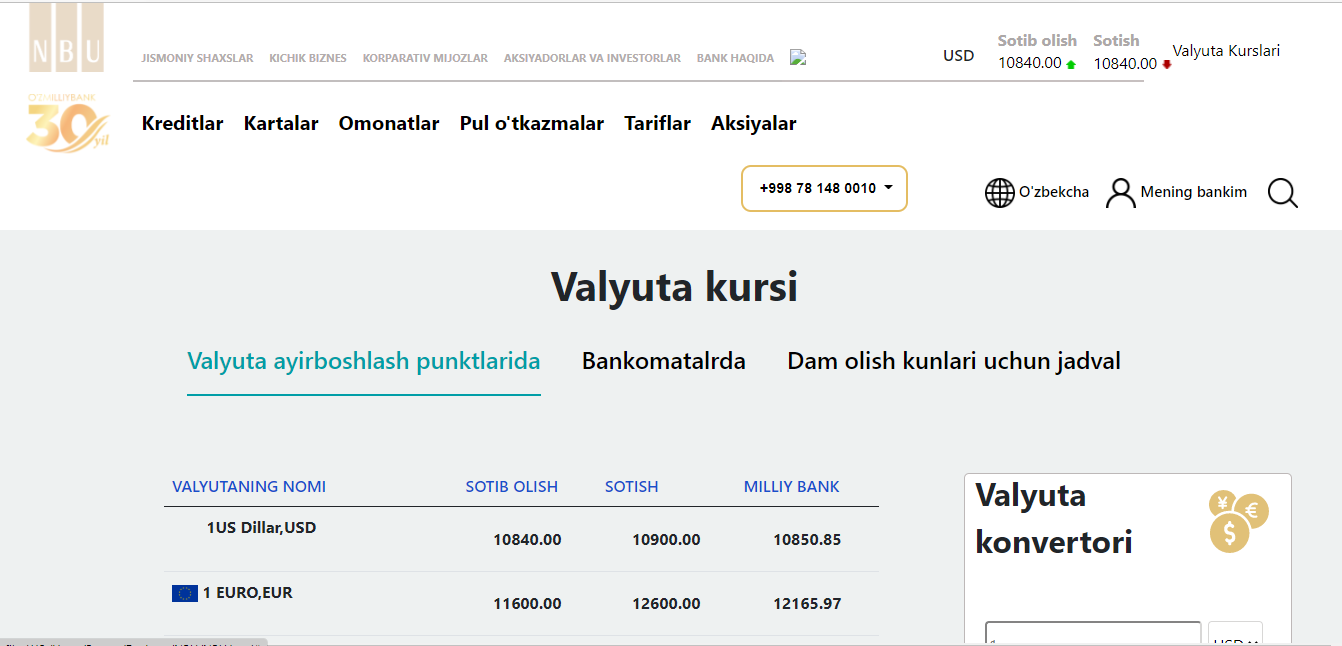 NBU
O'ZMILLIYBANK
30 yil
JISMONIY SHAXSLAR KICHIK BIZNES KORPARATIV MIJOZLAR AKSIYADORLAR VA INVESTORLAR BANK HAQIDA
USD
Sotib olish Sotish
10840.00 10840.00
Valyuta Kurslari
Kreditlar Kartalar Omonatlar Pul o'tkazmalar Tariflar Aksiyalar
+998 78 148 0010
O'zbekcha Mening bankim
Valyuta kursi
Valyuta ayirboshlash punktlarida Bankomatalrda Dam olish kunlari uchun jadval
VALYUTANING NOMI SOTIB OLISH SOTISH MILLIY BANK
1US Dillar,USD 10840.00 10900.00 10850.85
1 EURO,EUR 11600.00 12600.00 12165.97
Valyuta
konvertori
¥ € $
USD